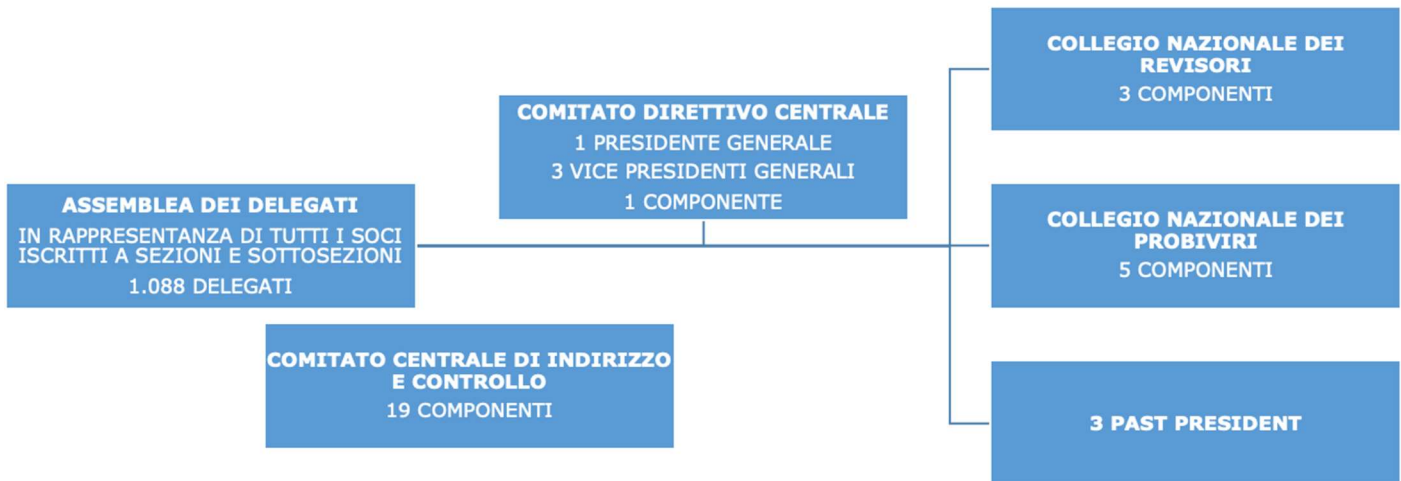 ASSEMBLEA DEI DELEGATI
IN RAPPRESENTANZA DI TUTTI I SOCI
ISCRITTI A SEZIONI E SOTTOSEZIONI
1.088 DELEGATI
COMITATO DIRETTIVO CENTRALE
1 PRESIDENTE GENERALE
3 VICE PRESIDENTI GENERALI
1 COMPONENTE
COMITATO CENTRALE DI INDIRIZZO
E CONTROLLO
19 COMPONENTI
COLLEGIO NAZIONALE DEI
REVISORI
3 COMPONENTI
COLLEGIO NAZIONALE DEI
PROBIVIRI
5 COMPONENTI
3 PAST PRESIDENT